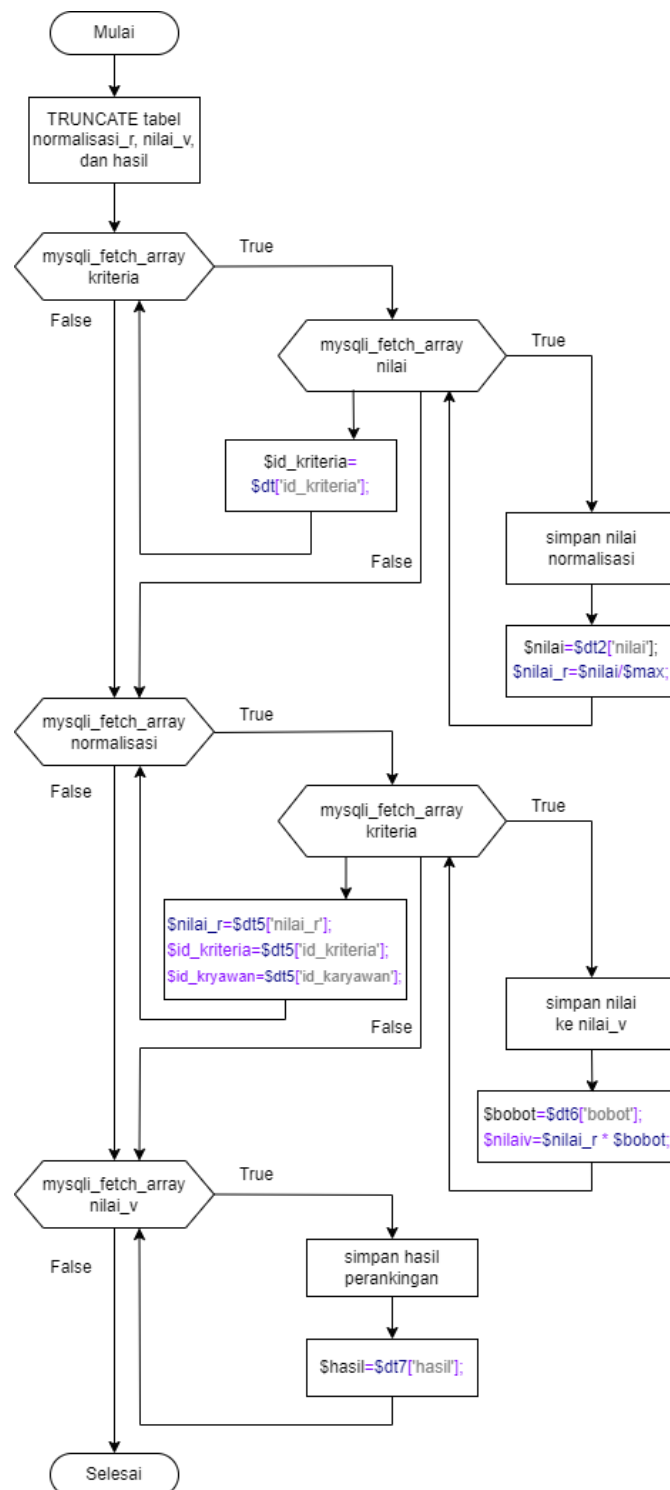 Mulai
TRUNCATE tabel
normalisasi_r, nilai_v,
dan hasil
mysqli_fetch_array
kriteria
True
False
mysqli_fetch_array
nilai
True
$id_kriteria=
$dt['id_kriteria'];
False
simpan nilai
normalisasi
$nilai=$dt2['nilai'];
$nilai_r=$nilai/$max;
mysqli_fetch_array
normalisasi
True
False
mysqli_fetch_array
kriteria
True
$nilai_r=$dt5['nilai_r'];
$id_kriteria=$dt5['id_kriteria'];
$id_kryawan=$dt5['id_karyawan'];
False
simpan nilai
ke nilai_v
$bobot=$dt6['bobot'];
$nilaiv=$nilai_r * $bobot;
mysqli_fetch_array
nilai_v
True
False
simpan hasil
perankingan
$hasil=$dt7['hasil'];
Selesai